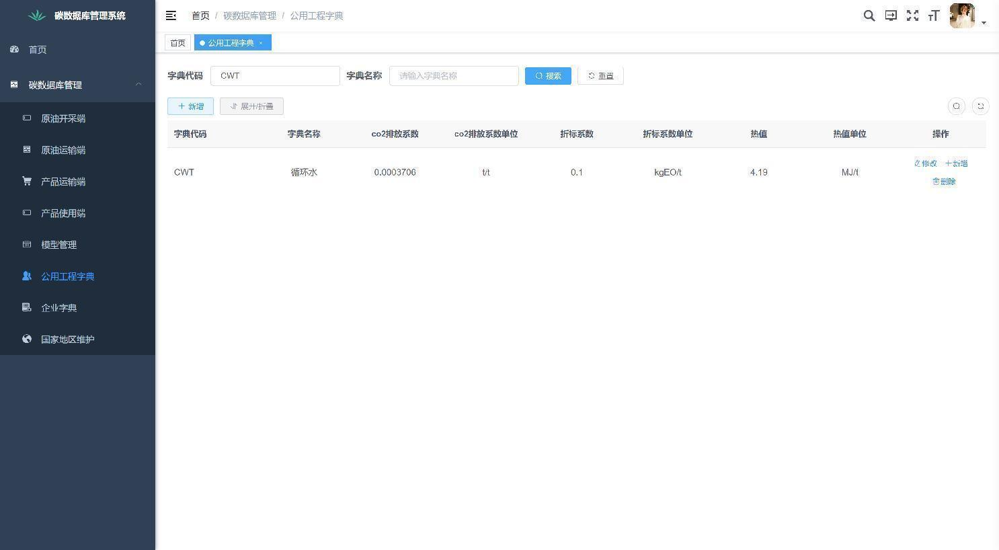 碳数据库管理系统
首页 / 碳数据库管理 / 公用工程字典
首页
碳数据库管理
原油开采端
原油运输端
产品运输端
产品使用端
模型管理
公用工程字典
企业字典
国家地区维护
首页 公用工程字典 ×
字典代码 CWT 字典名称 请输入字典名称 搜索 重置
新增 展开/折叠
字典代码 字典名称 co2排放系数 co2排放系数单位 折标系数 折标系数单位 热值 热值单位 操作
CWT 循环水 0.0003706 t/t 0.1 kgEO/t 4.19 MJ/t 修改 新增
删除